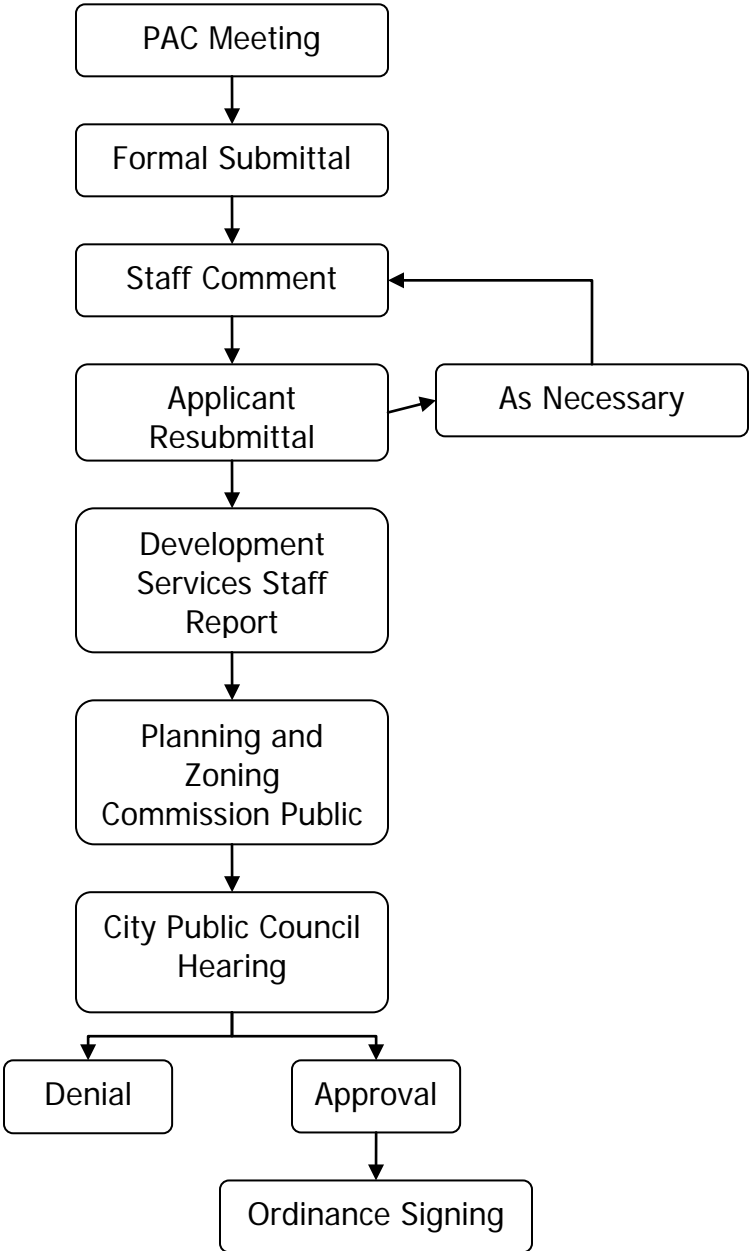 PAC Meeting
Formal Submittal
Staff Comment
Applicant
Resubmittal
As Necessary
Development
Services Staff
Report
Planning and
Zoning
Commission Public
City Public Council
Hearing
Denial
Approval
Ordinance Signing